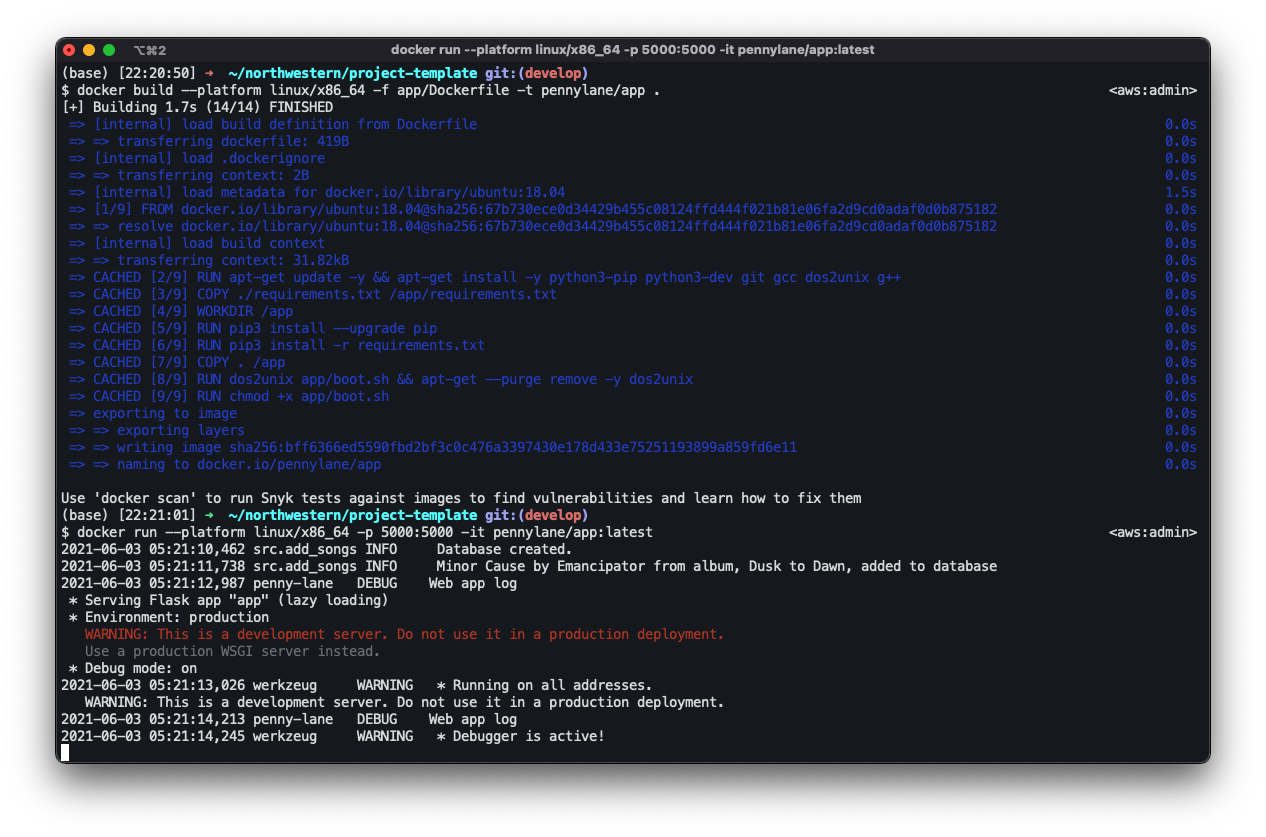 ⌥⌘2 docker run --platform linux/x86_64 -p 5000:5000 -it pennylane/app:latest
(base) [22:20:50] → ~/northwestern/project-template git:(develop)
$ docker build --platform linux/x86_64 -f app/Dockerfile -t pennylane/app . <aws:admin>
[+] Building 1.7s (14/14) FINISHED
=> [internal] load build definition from Dockerfile 0.0s
=> => transferring dockerfile: 419B 0.0s
=> [internal] load .dockerignore 0.0s
=> => transferring context: 2B 0.0s
=> [internal] load metadata for docker.io/library/ubuntu:18.04 1.5s
=> [1/9] FROM docker.io/library/ubuntu:18.04@sha256:67b730ece0d34429b455c08124ffd444f021b81e06fa2d9cd0adaf0d0b875182 0.0s
=> => resolve docker.io/library/ubuntu:18.04@sha256:67b730ece0d34429b455c08124ffd444f021b81e06fa2d9cd0adaf0d0b875182 0.0s
=> [internal] load build context 0.0s
=> => transferring context: 31.82kB 0.0s
=> CACHED [2/9] RUN apt-get update -y && apt-get install -y python3-pip python3-dev git gcc dos2unix g++ 0.0s
=> CACHED [3/9] COPY ./requirements.txt /app/requirements.txt 0.0s
=> CACHED [4/9] WORKDIR /app 0.0s
=> CACHED [5/9] RUN pip3 install --upgrade pip 0.0s
=> CACHED [6/9] RUN pip3 install -r requirements.txt 0.0s
=> CACHED [7/9] COPY . /app 0.0s
=> CACHED [8/9] RUN dos2unix app/boot.sh && apt-get --purge remove -y dos2unix 0.0s
=> CACHED [9/9] RUN chmod +x app/boot.sh 0.0s
=> exporting to image 0.0s
=> => exporting layers 0.0s
=> => writing image sha256:bff6366ed5590fbd2bf3c0c476a3397430e178d433e75251193899a859fd6e11 0.0s
=> => naming to docker.io/pennylane/app 0.0s
Use 'docker scan' to run Snyk tests against images to find vulnerabilities and learn how to fix them
(base) [22:21:01] → ~/northwestern/project-template git:(develop)
$ docker run --platform linux/x86_64 -p 5000:5000 -it pennylane/app:latest <aws:admin>
2021-06-03 05:21:10,462 src.add_songs INFO Database created.
2021-06-03 05:21:11,738 src.add_songs INFO Minor Cause by Emancipator from album, Dusk to Dawn, added to database
2021-06-03 05:21:12,987 penny-lane DEBUG Web app log
* Serving Flask app "app" (lazy loading)
* Environment: production
WARNING: This is a development server. Do not use it in a production deployment.
Use a production WSGI server instead.
* Debug mode: on
2021-06-03 05:21:13,026 werkzeug WARNING * Running on all addresses.
WARNING: This is a development server. Do not use it in a production deployment.
2021-06-03 05:21:14,213 penny-lane DEBUG Web app log
2021-06-03 05:21:14,245 werkzeug WARNING * Debugger is active!